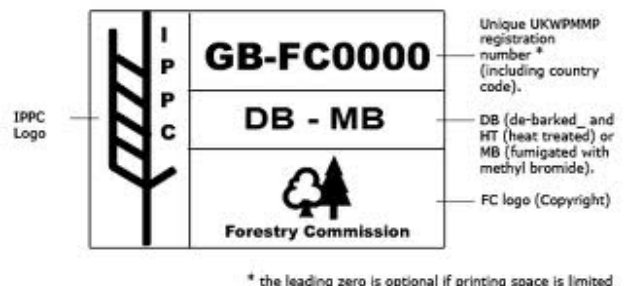 IPPC
Logo
I
P
P
C
GB-FC0000
DB - MB
Forestry Commission
Unique UKWPMMP
registration
number *
(including country
code).
DB (de-barked_ and
HT (heat treated) or
MB (fumigated with
methyl bromide).
FC logo (Copyright)
* the leading zero is optional if printing space is limited